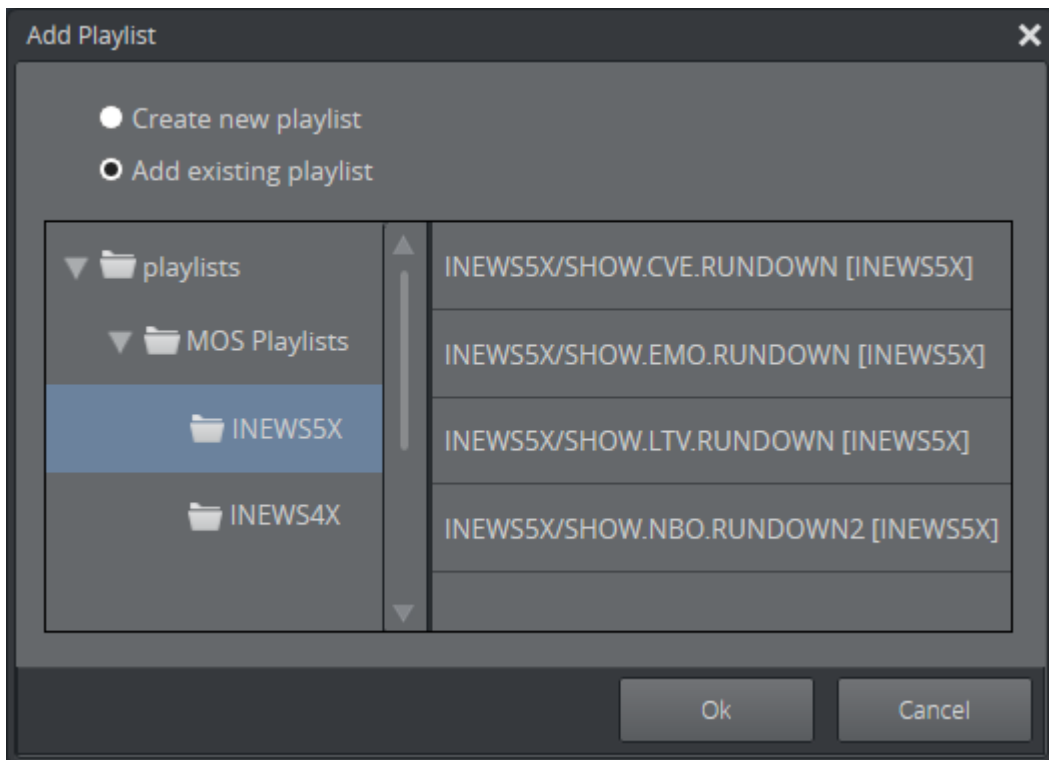 Add Playlist
Create new playlist
Add existing playlist
playlists
MOS Playlists
INEWS5X
INEWS4X
INEWS5X/SHOW.CVE.RUNDOWN [INEWS5X]
INEWS5X/SHOW.EMO.RUNDOWN [INEWS5X]
INEWS5X/SHOW.LTV.RUNDOWN [INEWS5X]
INEWS5X/SHOW.NBO.RUNDOWN2 [INEWS5X]
Ok
Cancel